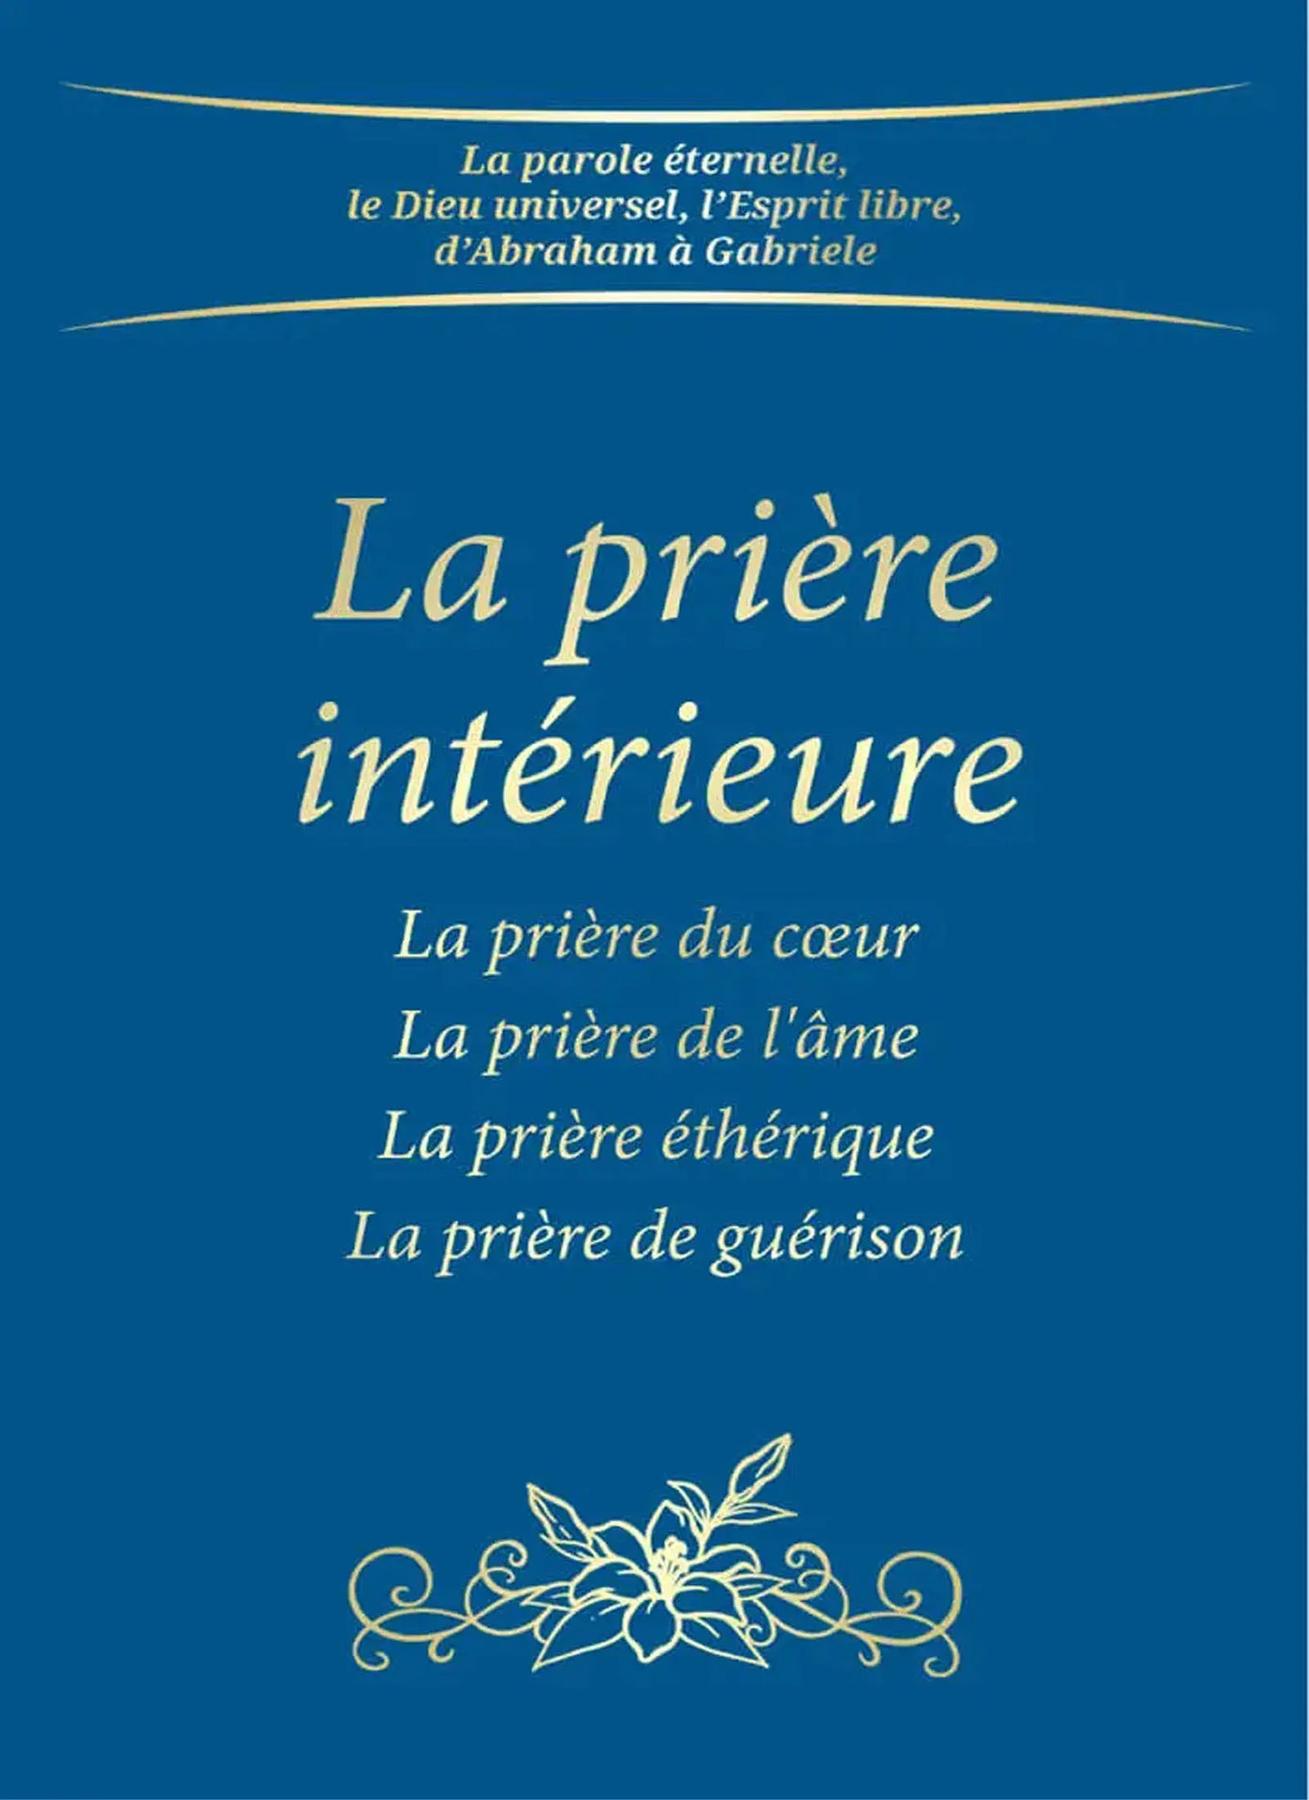 La parole éternelle,
le Dieu universel, l’Esprit libre,
d’Abraham à Gabriele
La prière
intérieure
La prière du cœur
La prière de l'âme
La prière éthérique
La prière de guérison